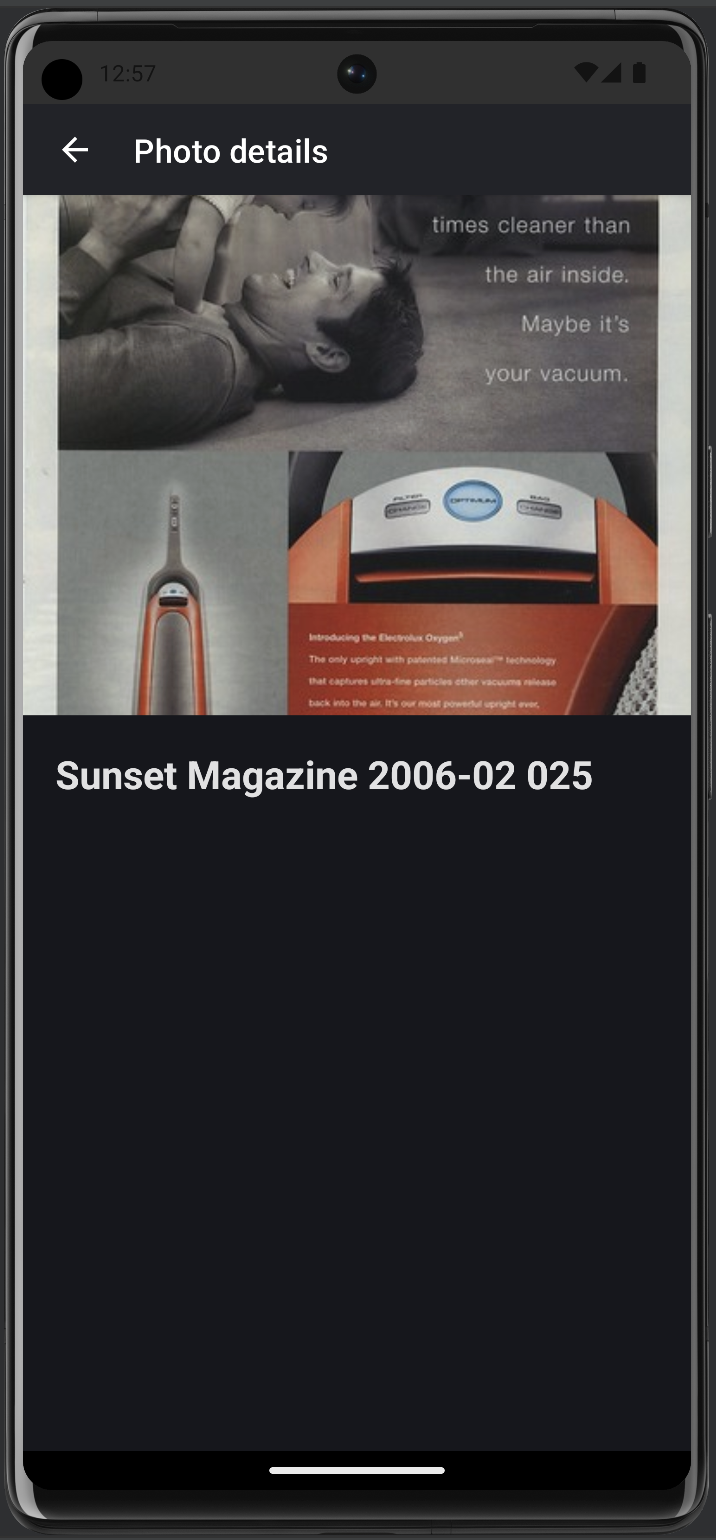 12:57
Photo details
times cleaner than
the air inside.
Maybe it's
your vacuum.
FILTER
CHANGE
OPTIMUM
BAG
CHANGE
Introducing the Electrolux Oxygen³
The only upright with patented Microseal™ technology
that captures ultra-fine particles other vacuums release
back into the air. It's our most powerful upright ever,
Sunset Magazine 2006-02 025